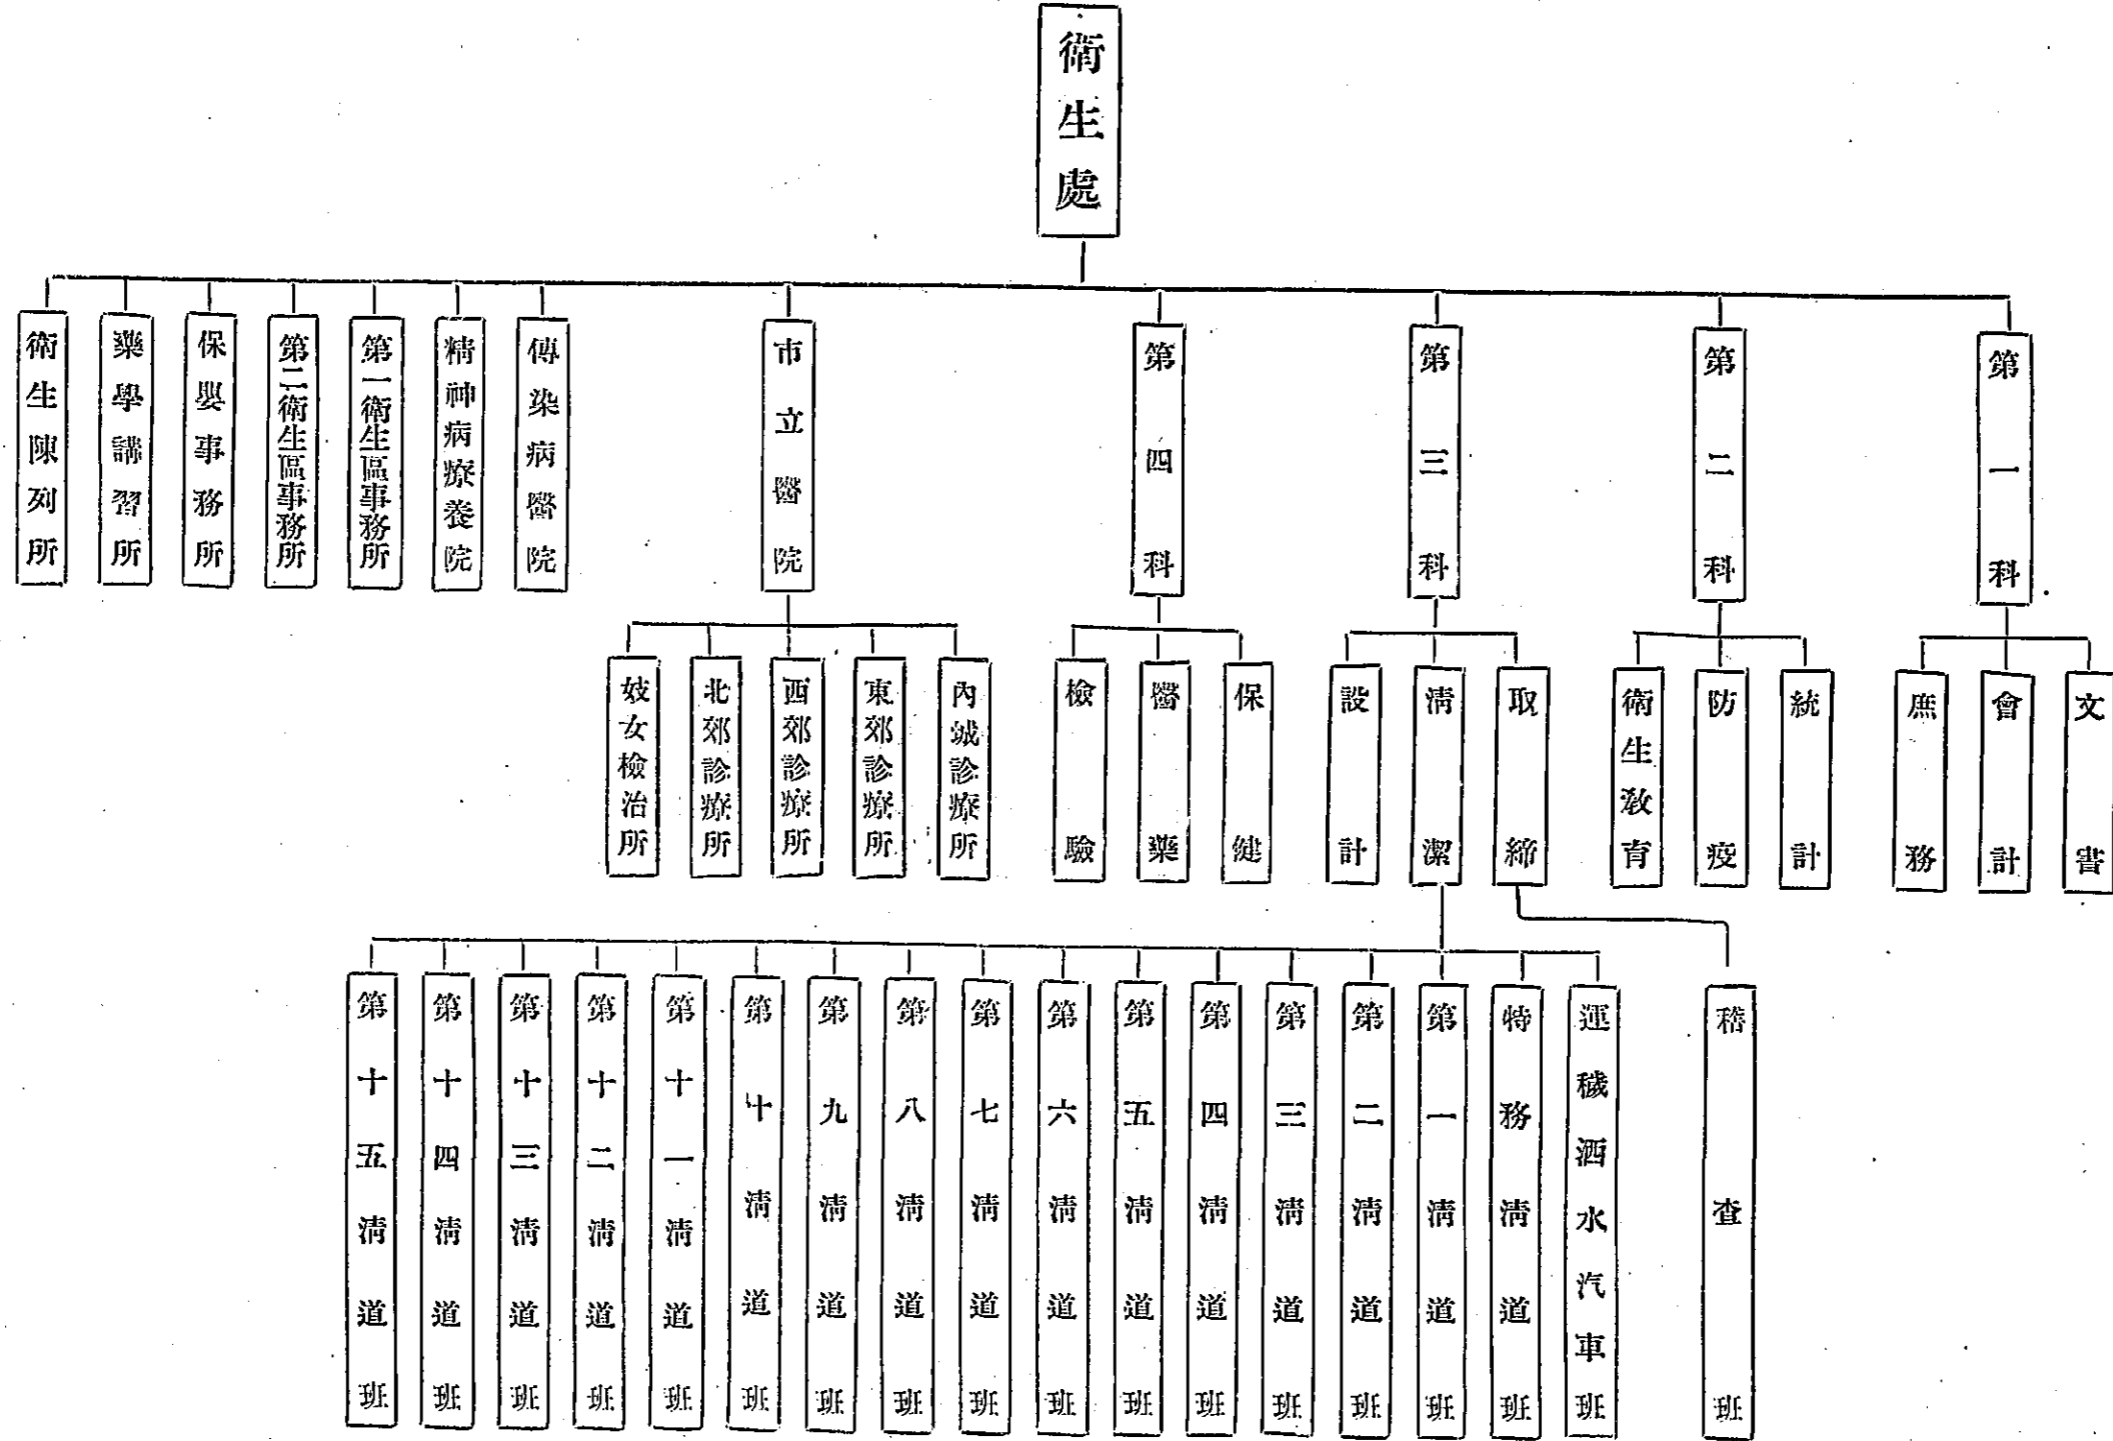 衛生處
第一科
第二科
第三科
第四科
市立醫院
傳染病醫院
精神病療養院
第一衛生區事務所
第二衛生區事務所
保嬰事務所
藥學講習所
衛生陳列所
文書
會計
庶務
統計
防疫
衛生教育
取締
清潔
設計
保健
醫藥
檢驗
內城診療所
東郊診療所
西郊診療所
北郊診療所
妓女檢治所
稽查班
運穢洒水汽車班
特務清道班
第一清道班
第二清道班
第三清道班
第四清道班
第五清道班
第六清道班
第七清道班
第八清道班
第九清道班
第十清道班
第十一清道班
第十二清道班
第十三清道班
第十四清道班
第十五清道班